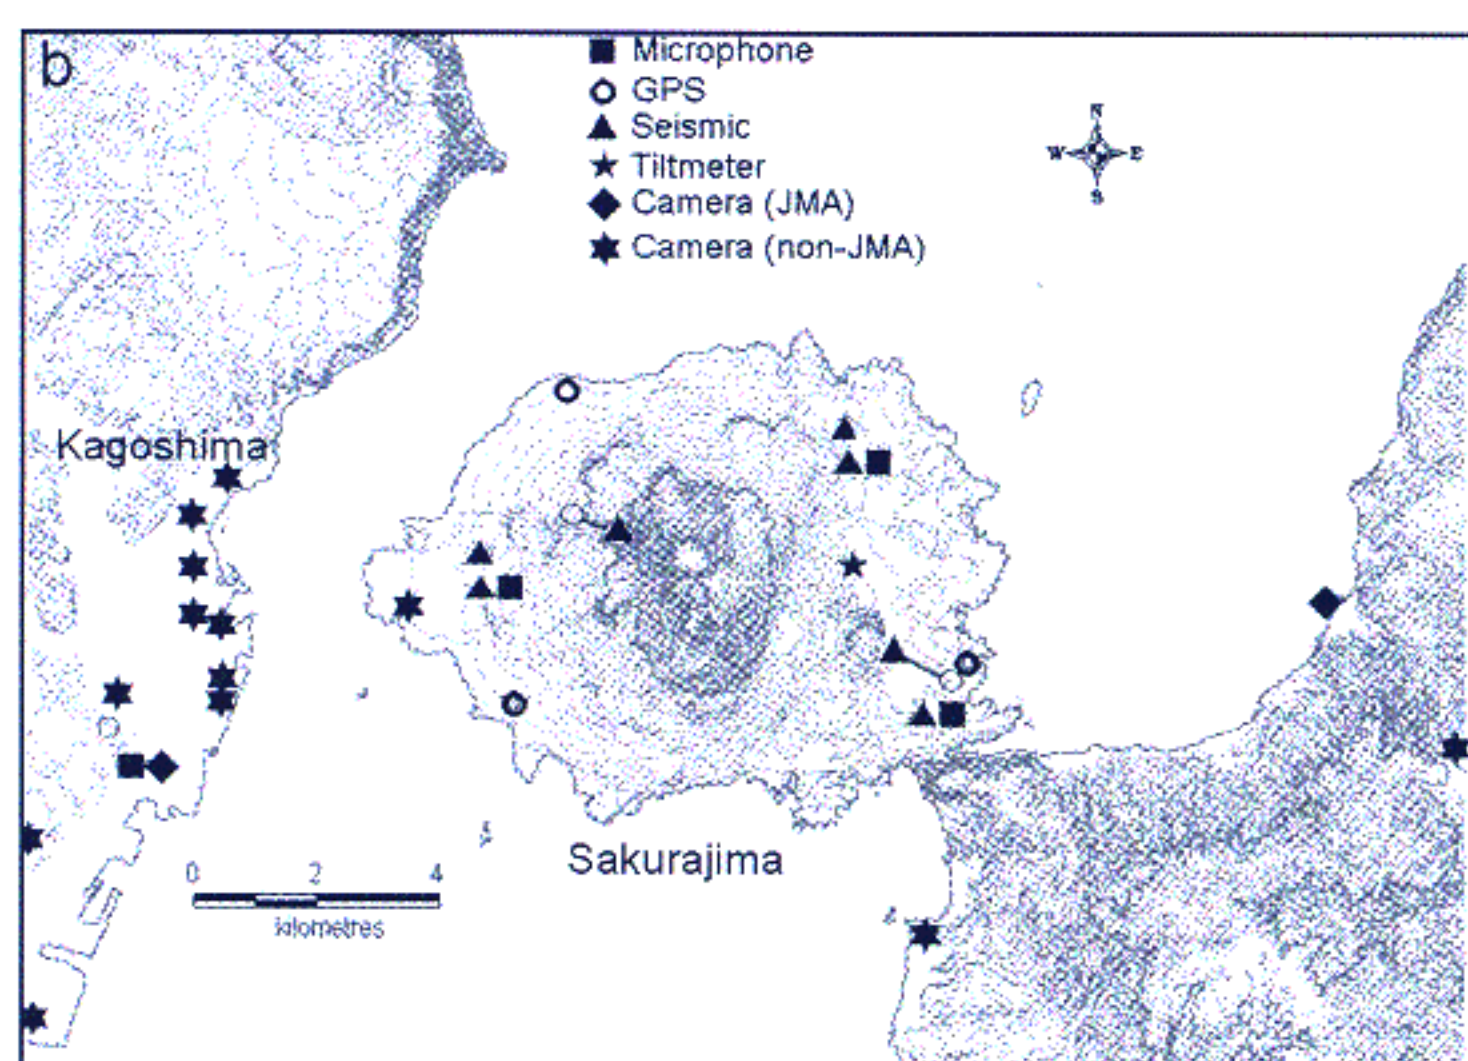 b
Microphone
GPS
Seismic
Tiltmeter
Camera (JMA)
Camera (non-JMA)
N
W E
S
Kagoshima
Sakurajima
0 2 4
kilometres